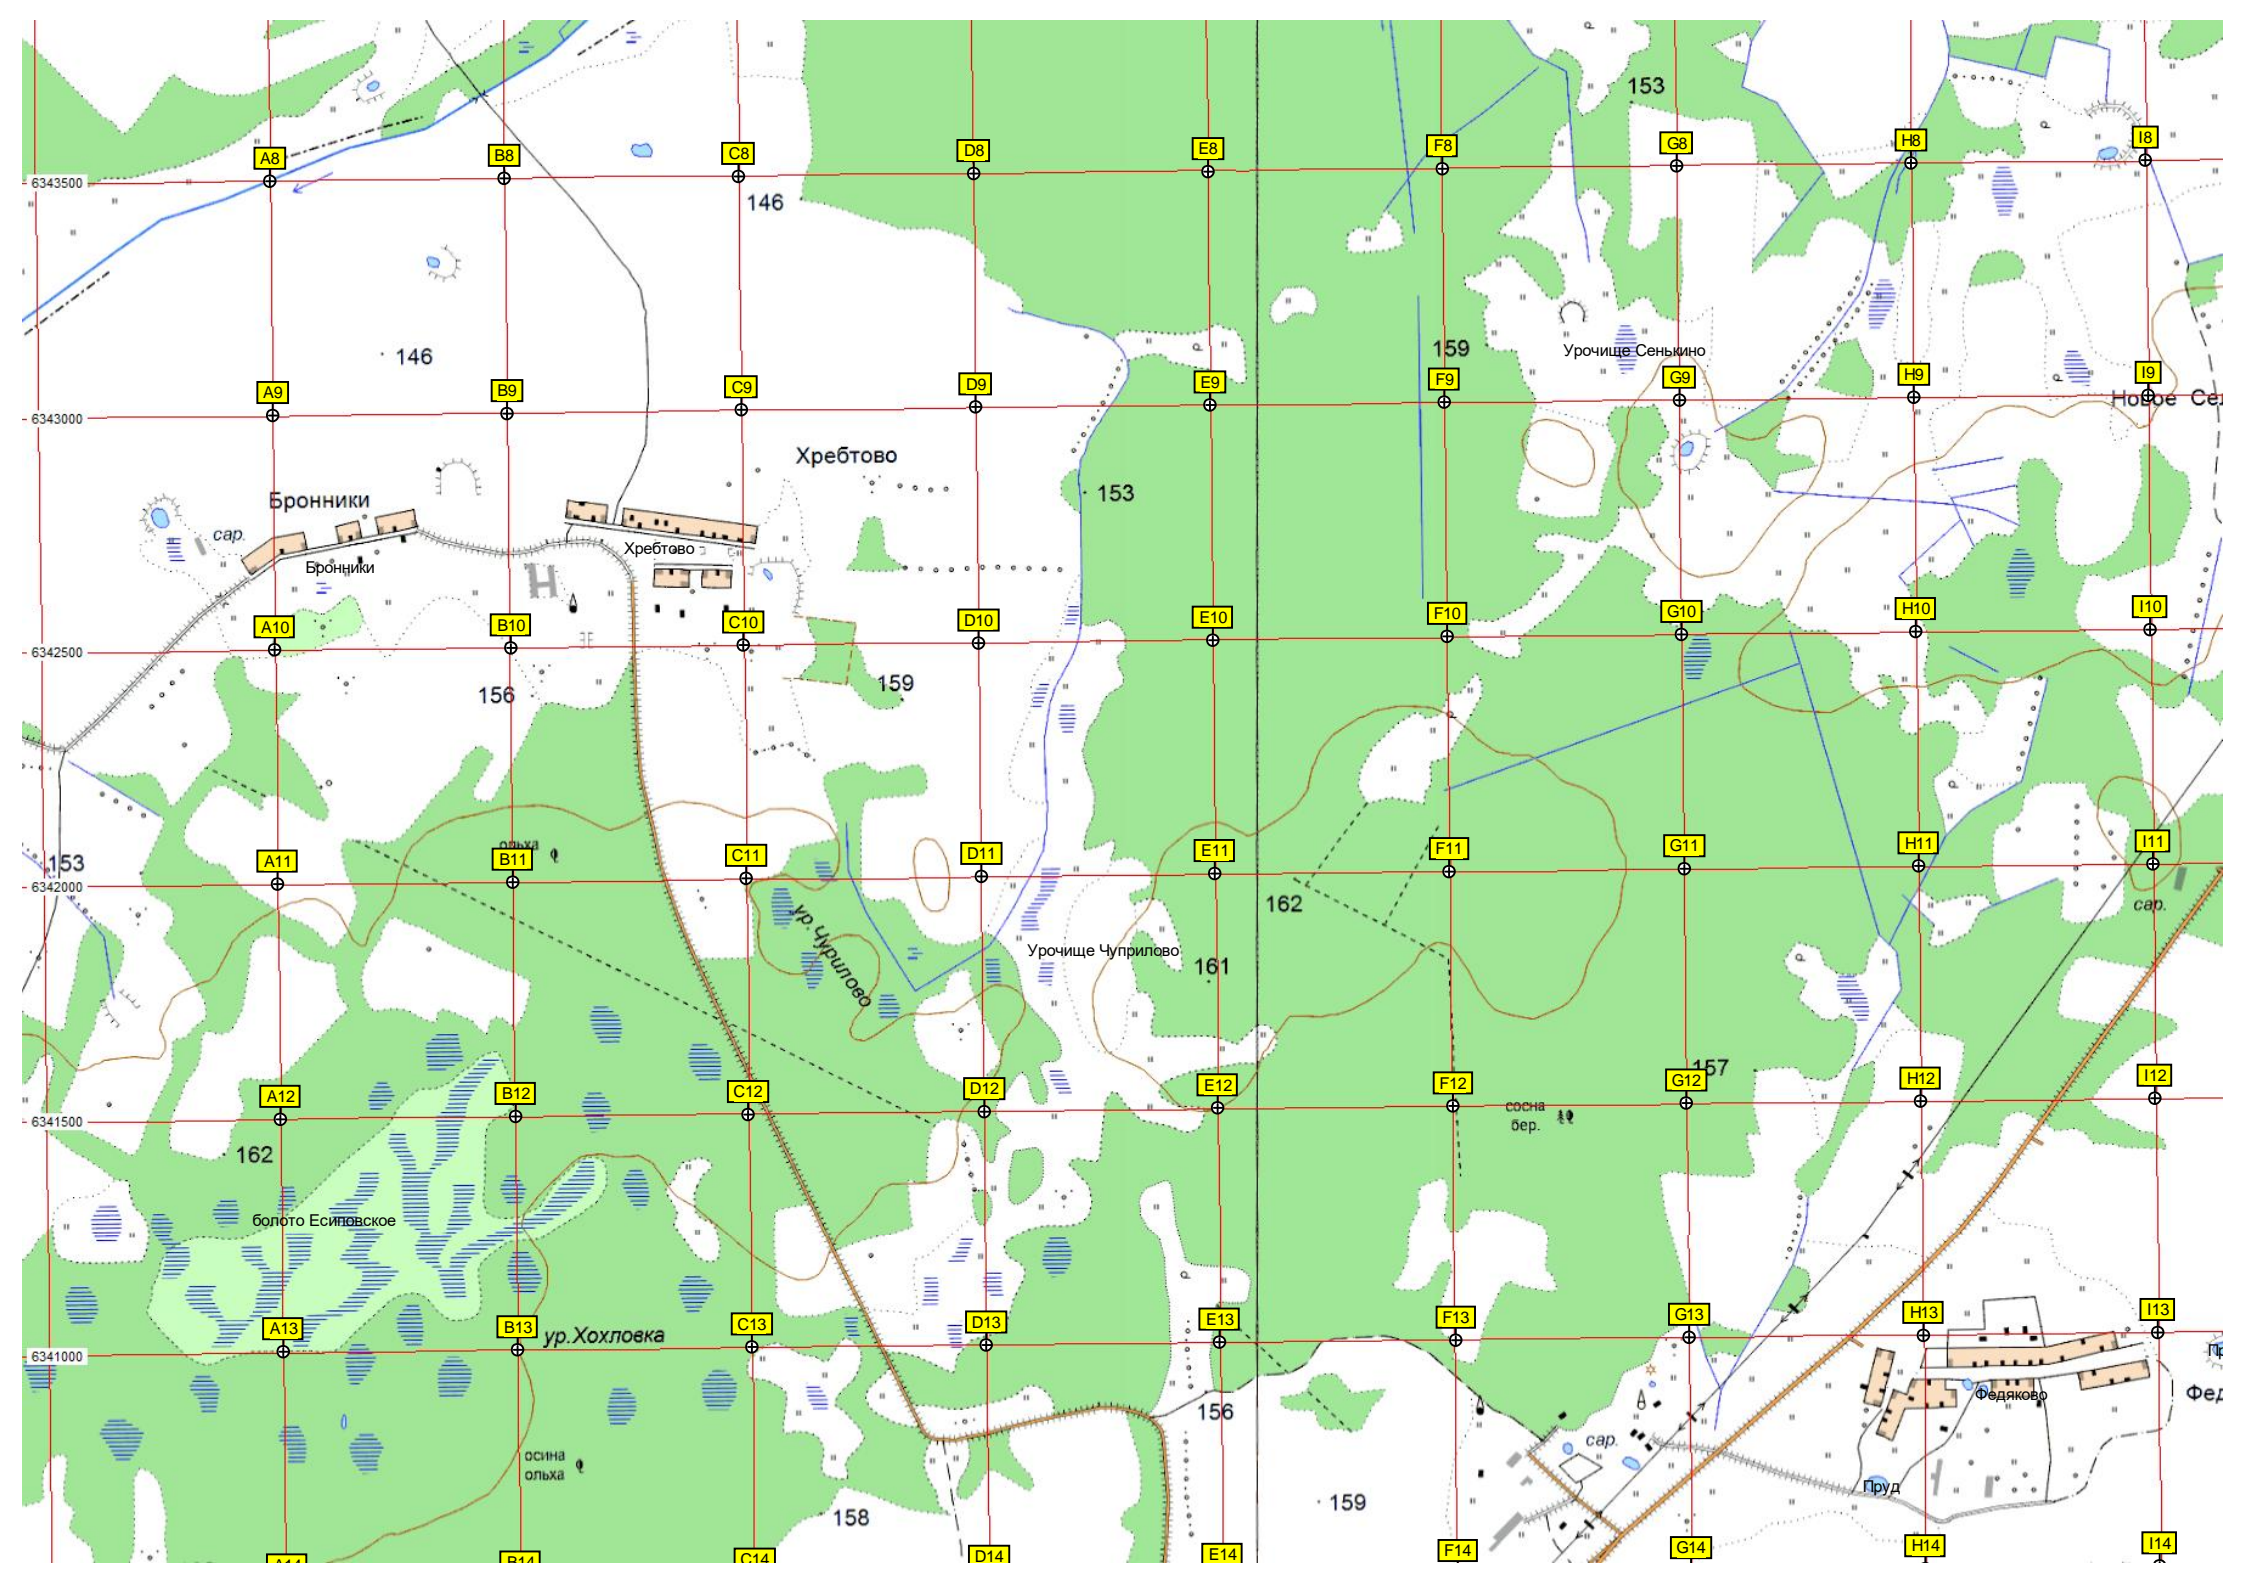 153
A8
B8
C8
D8
E8
F8
G8
H8
I8
6343500
146
146
159
Урочище Сенькино
A9
B9
C9
D9
E9
F9
G9
H9
I9
6343000
Новое Се
Хребтово
Бронники
153
сар.
Хребтово
Бронники
A10
B10
C10
D10
E10
F10
G10
H10
I10
6342500
156
159
ольха
153
A11
B11
C11
D11
E11
F11
G11
H11
I11
6342000
162
сар.
ур.Чурилово
Урочище Чуприлово
161
157
A12
B12
C12
D12
E12
F12
G12
H12
I12
6341500
сосна
бер.
162
болото Есиповское
A13
B13
C13
D13
E13
F13
G13
H13
I13
ур.Хохловка
6341000
Пр
Федяково
Фед
156
сар.
осина
ольха
Пруд
158
159
A14
B14
C14
D14
E14
F14
G14
H14
I14